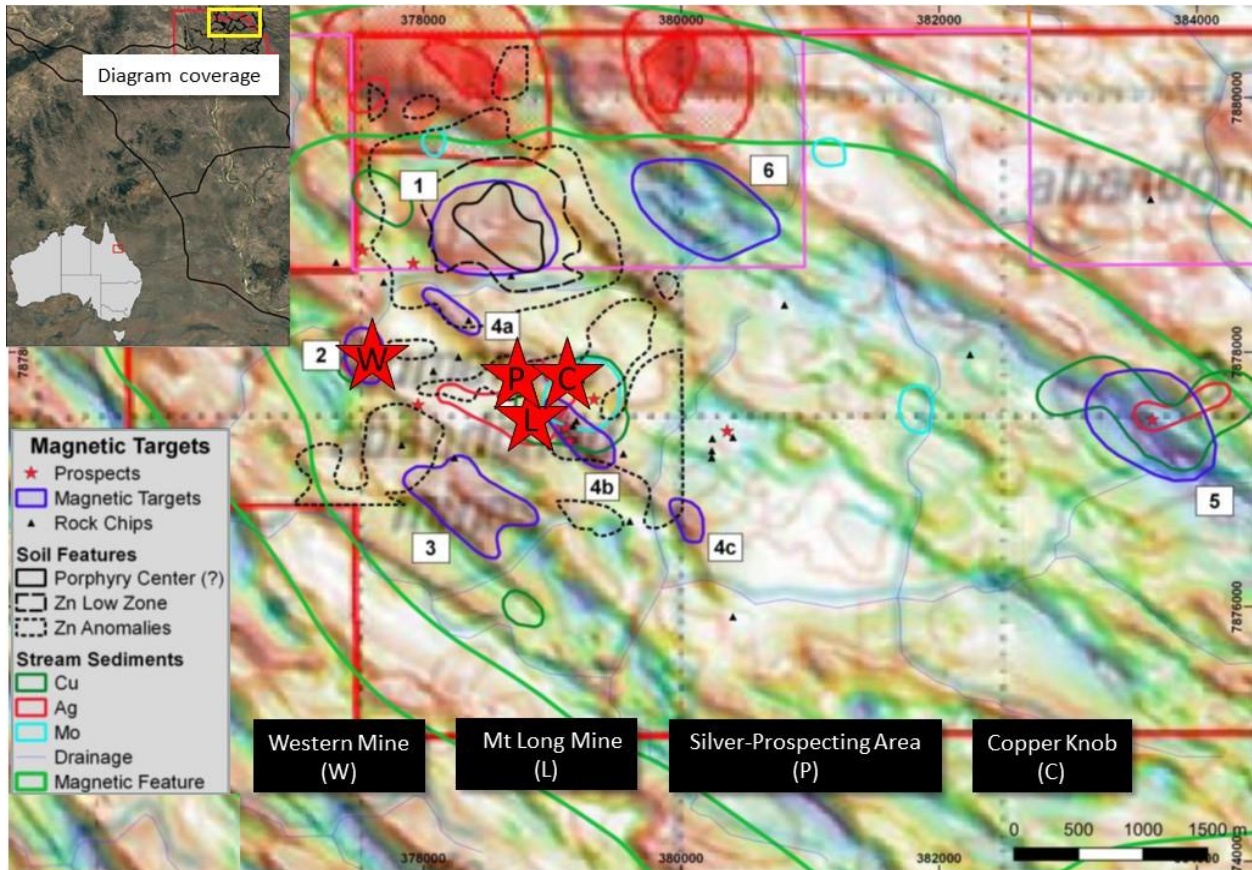 Diagram coverage
378000
380000
382000
384000
7880000
7878000
7878
7876000
abandon
1
6
4a
2
W
P
C
L
4b
3
4c
5
Magnetic Targets
Prospects
Magnetic Targets
Rock Chips
Soil Features
Porphyry Center (?)
Zn Low Zone
Zn Anomalies
Stream Sediments
Cu
Ag
Mo
Drainage
Magnetic Feature
Western Mine
(W)
Mt Long Mine
(L)
Silver-Prospecting Area
(P)
Copper Knob
(C)
0 500 1000 1500m
378000
380000
382000